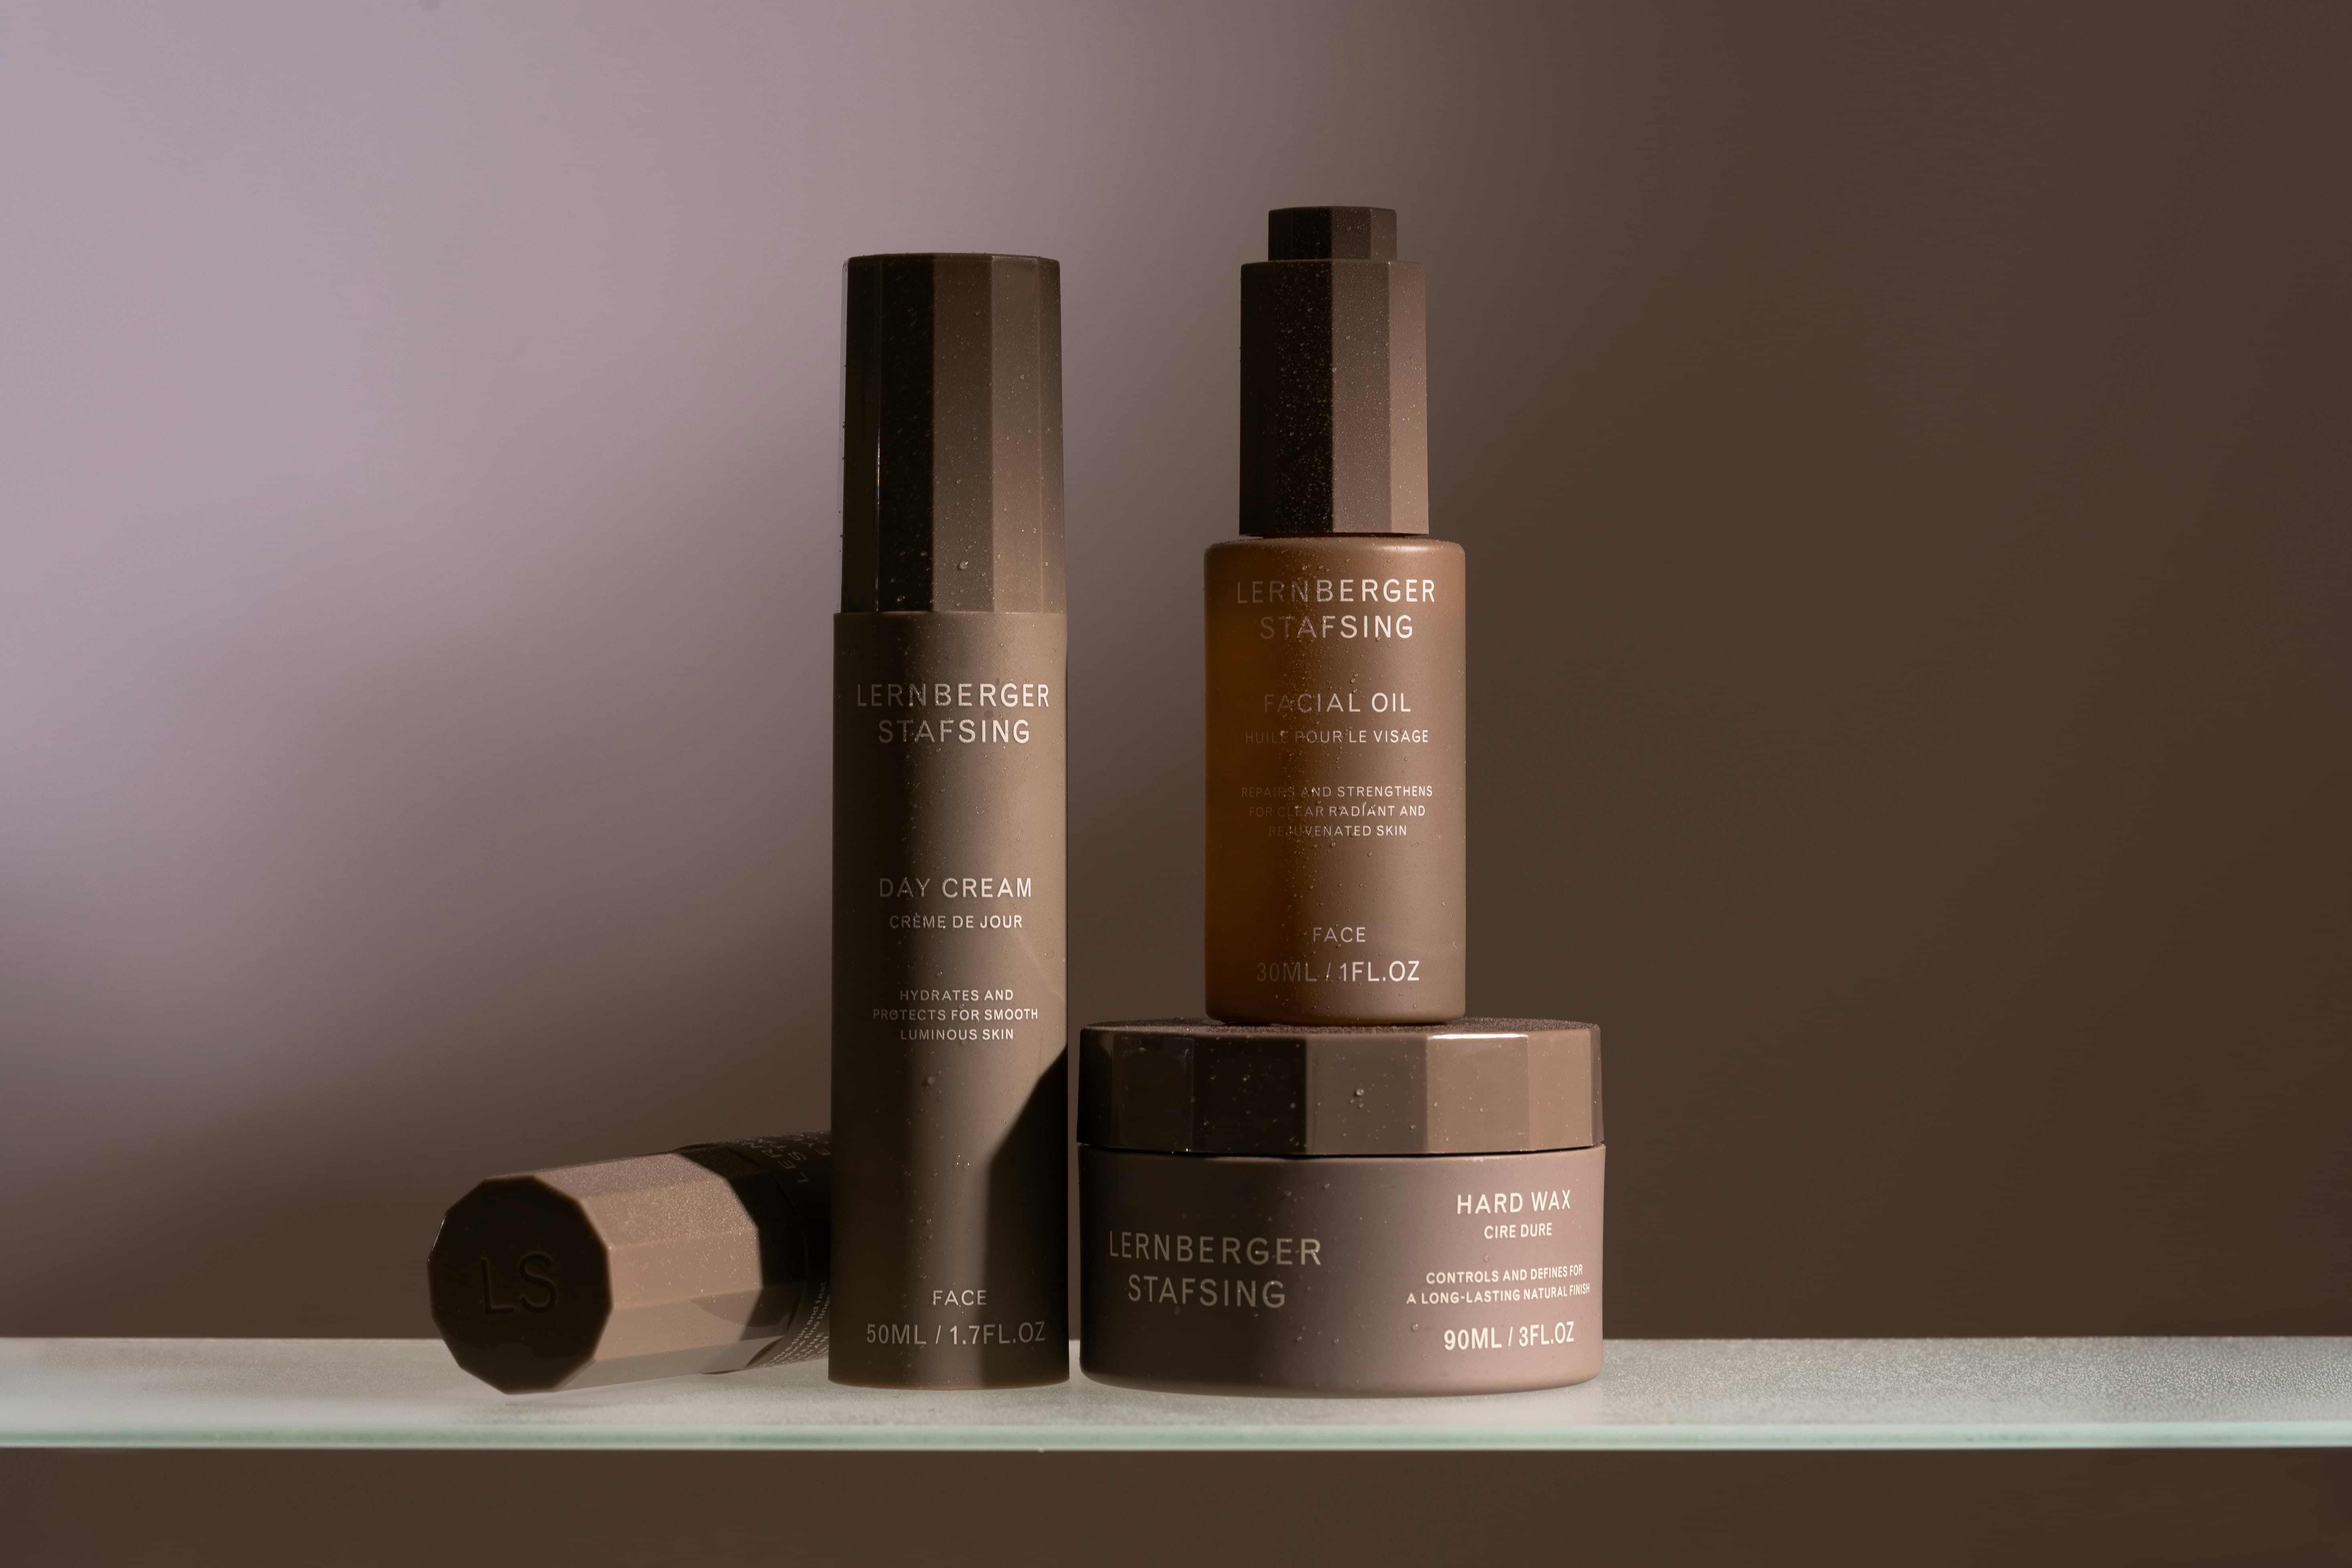 LERNBERGER
STAFSING
DAY CREAM
CRÈME DE JOUR
HYDRATES AND
PROTECTS FOR SMOOTH
LUMINOUS SKIN
FACE
50ML / 1.7FL.OZ
LERNBERGER
STAFSING
FACIAL OIL
HUILE POUR LE VISAGE
REPAIRS AND STRENGTHENS
FOR CLEAR RADIANT AND
REJUVENATED SKIN
FACE
30ML / 1FL.OZ
LERNBERGER
STAFSING
HARD WAX
CIRE DURE
CONTROLS AND DEFINES FOR
A LONG-LASTING NATURAL FINISH
90ML / 3FL.OZ
LS